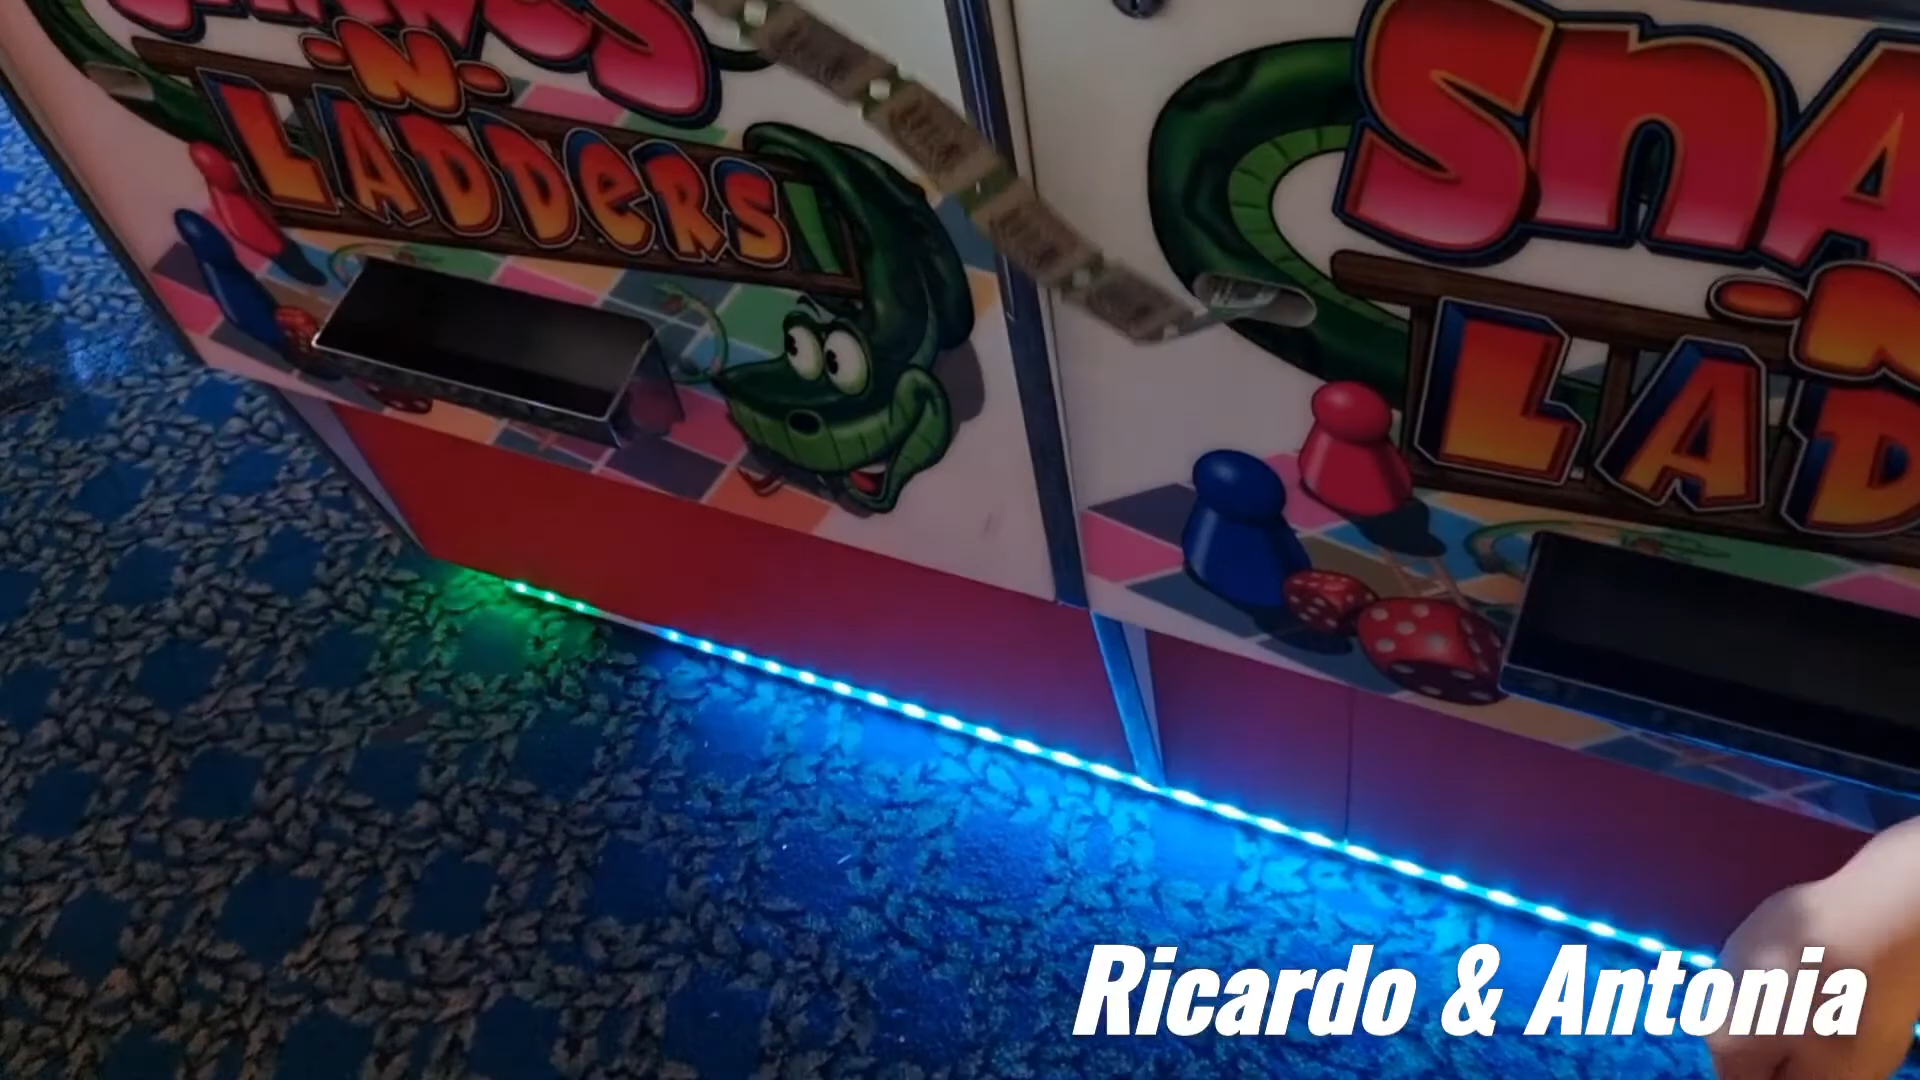 -N-
LADDERS
SNA
-N
LAD
Ricardo & Antonia